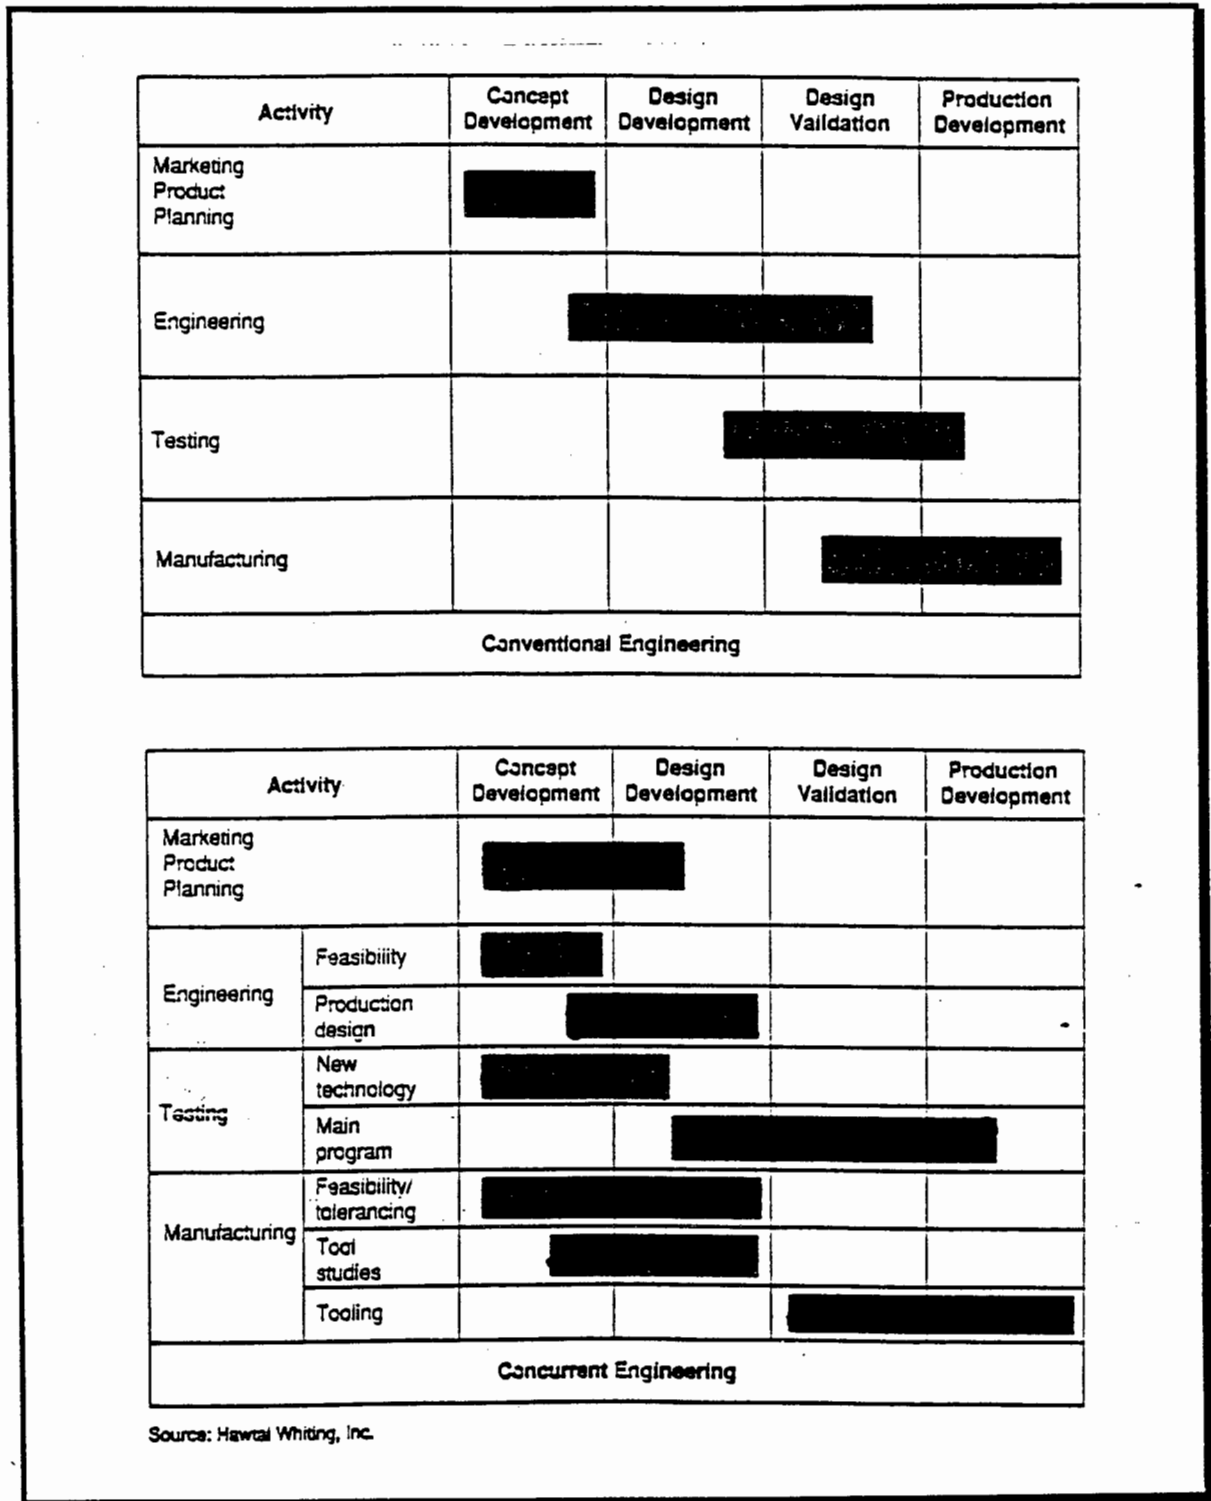 Activity
Concept
Development
Design
Development
Design
Validation
Production
Development
Marketing
Product
Planning
Engineering
Testing
Manufacturing
Conventional Engineering
Activity
Concept
Development
Design
Development
Design
Validation
Production
Development
Marketing
Product
Planning
Engineering
Feasibility
Production
design
Testing
New
technology
Main
program
Manufacturing
Feasibility/
tolerancing
Tool
studies
Tooling
Concurrent Engineering
Source: Hawtal Whiting, Inc.